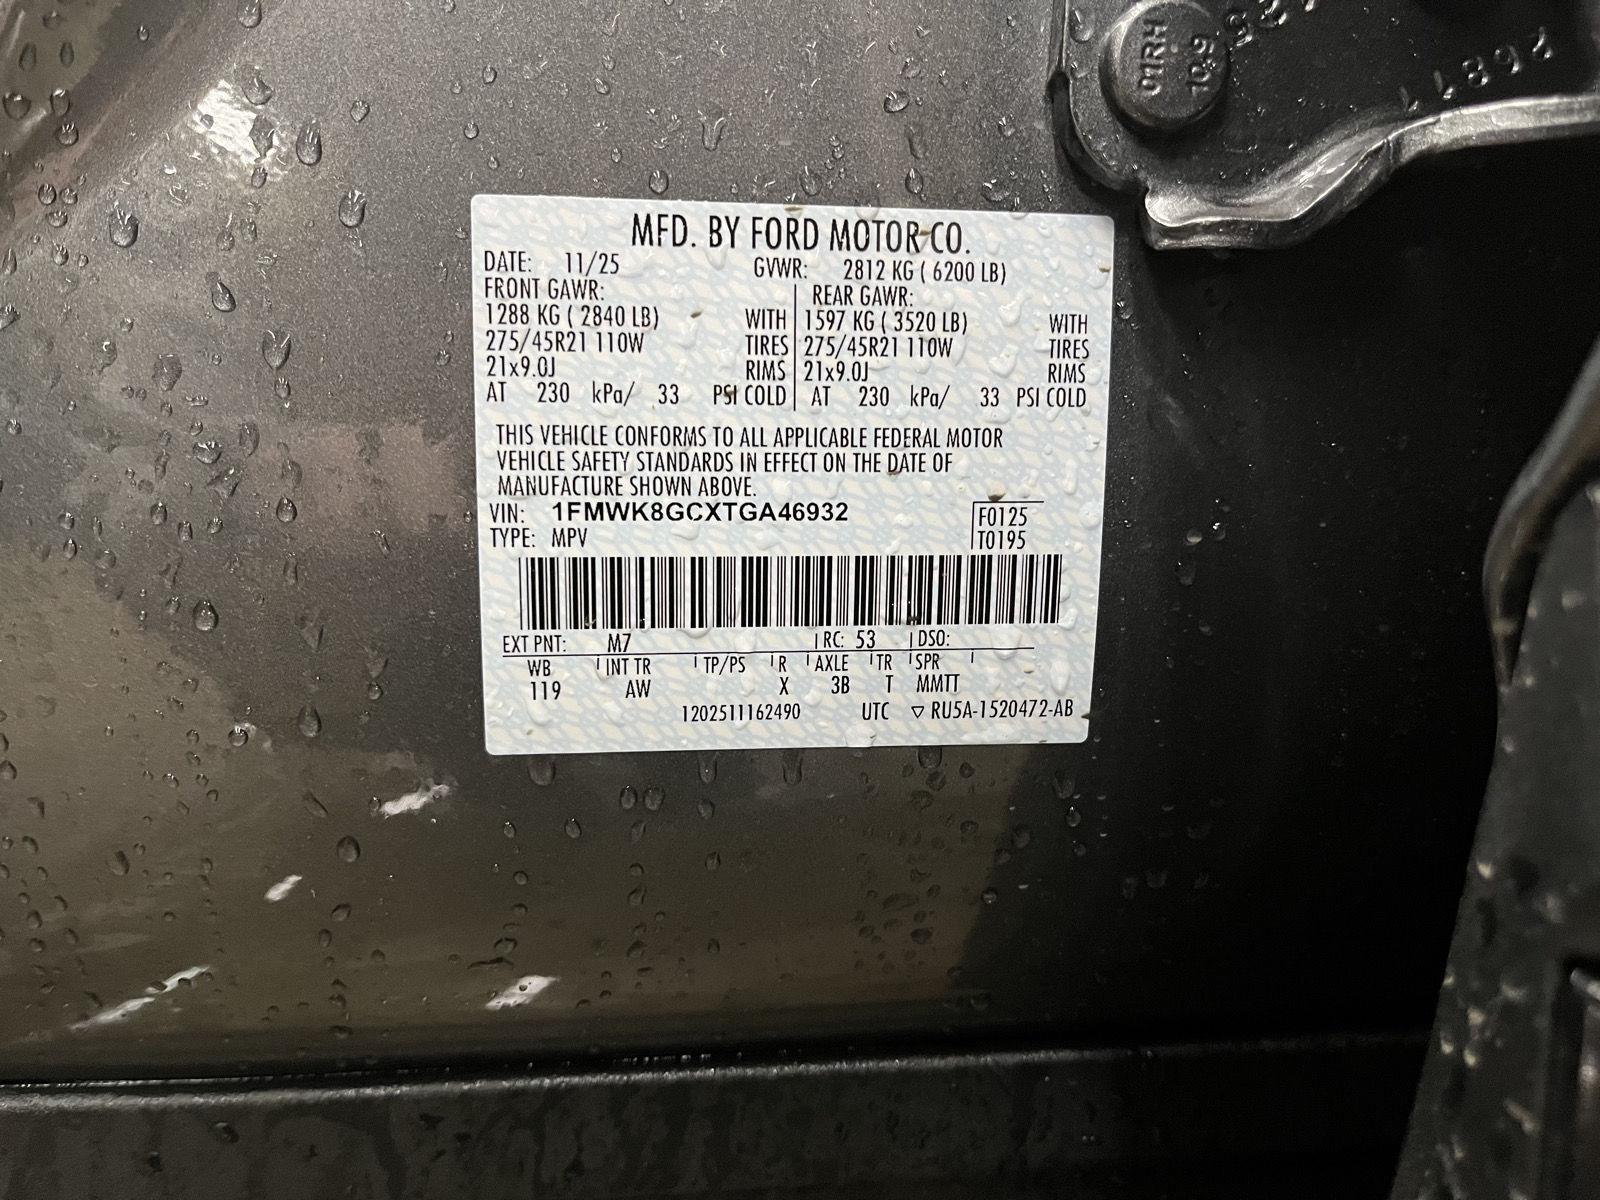 01RH
10.9
MFD. BY FORD MOTOR CO.
DATE: 11/25 GVWR: 2812 KG ( 6200 LB)
FRONT GAWR: REAR GAWR:
1288 KG ( 2840 LB) WITH 1597 KG ( 3520 LB) WITH
275/45R21 110W TIRES 275/45R21 110W TIRES
21x9.0J RIMS 21x9.0J RIMS
AT 230 kPa/ 33 PSI COLD AT 230 kPa/ 33 PSI COLD
THIS VEHICLE CONFORMS TO ALL APPLICABLE FEDERAL MOTOR
VEHICLE SAFETY STANDARDS IN EFFECT ON THE DATE OF
MANUFACTURE SHOWN ABOVE.
VIN: 1FMWK8GCXTGA46932 F0125
TYPE: MPV T0195
EXT PNT: M7 RC: 53 DSO:
WB INT TR TP/PS R AXLE TR SPR
119 AW X 3B T MMTT
1202511162490 UTC ▽ RU5A-1520472-AB